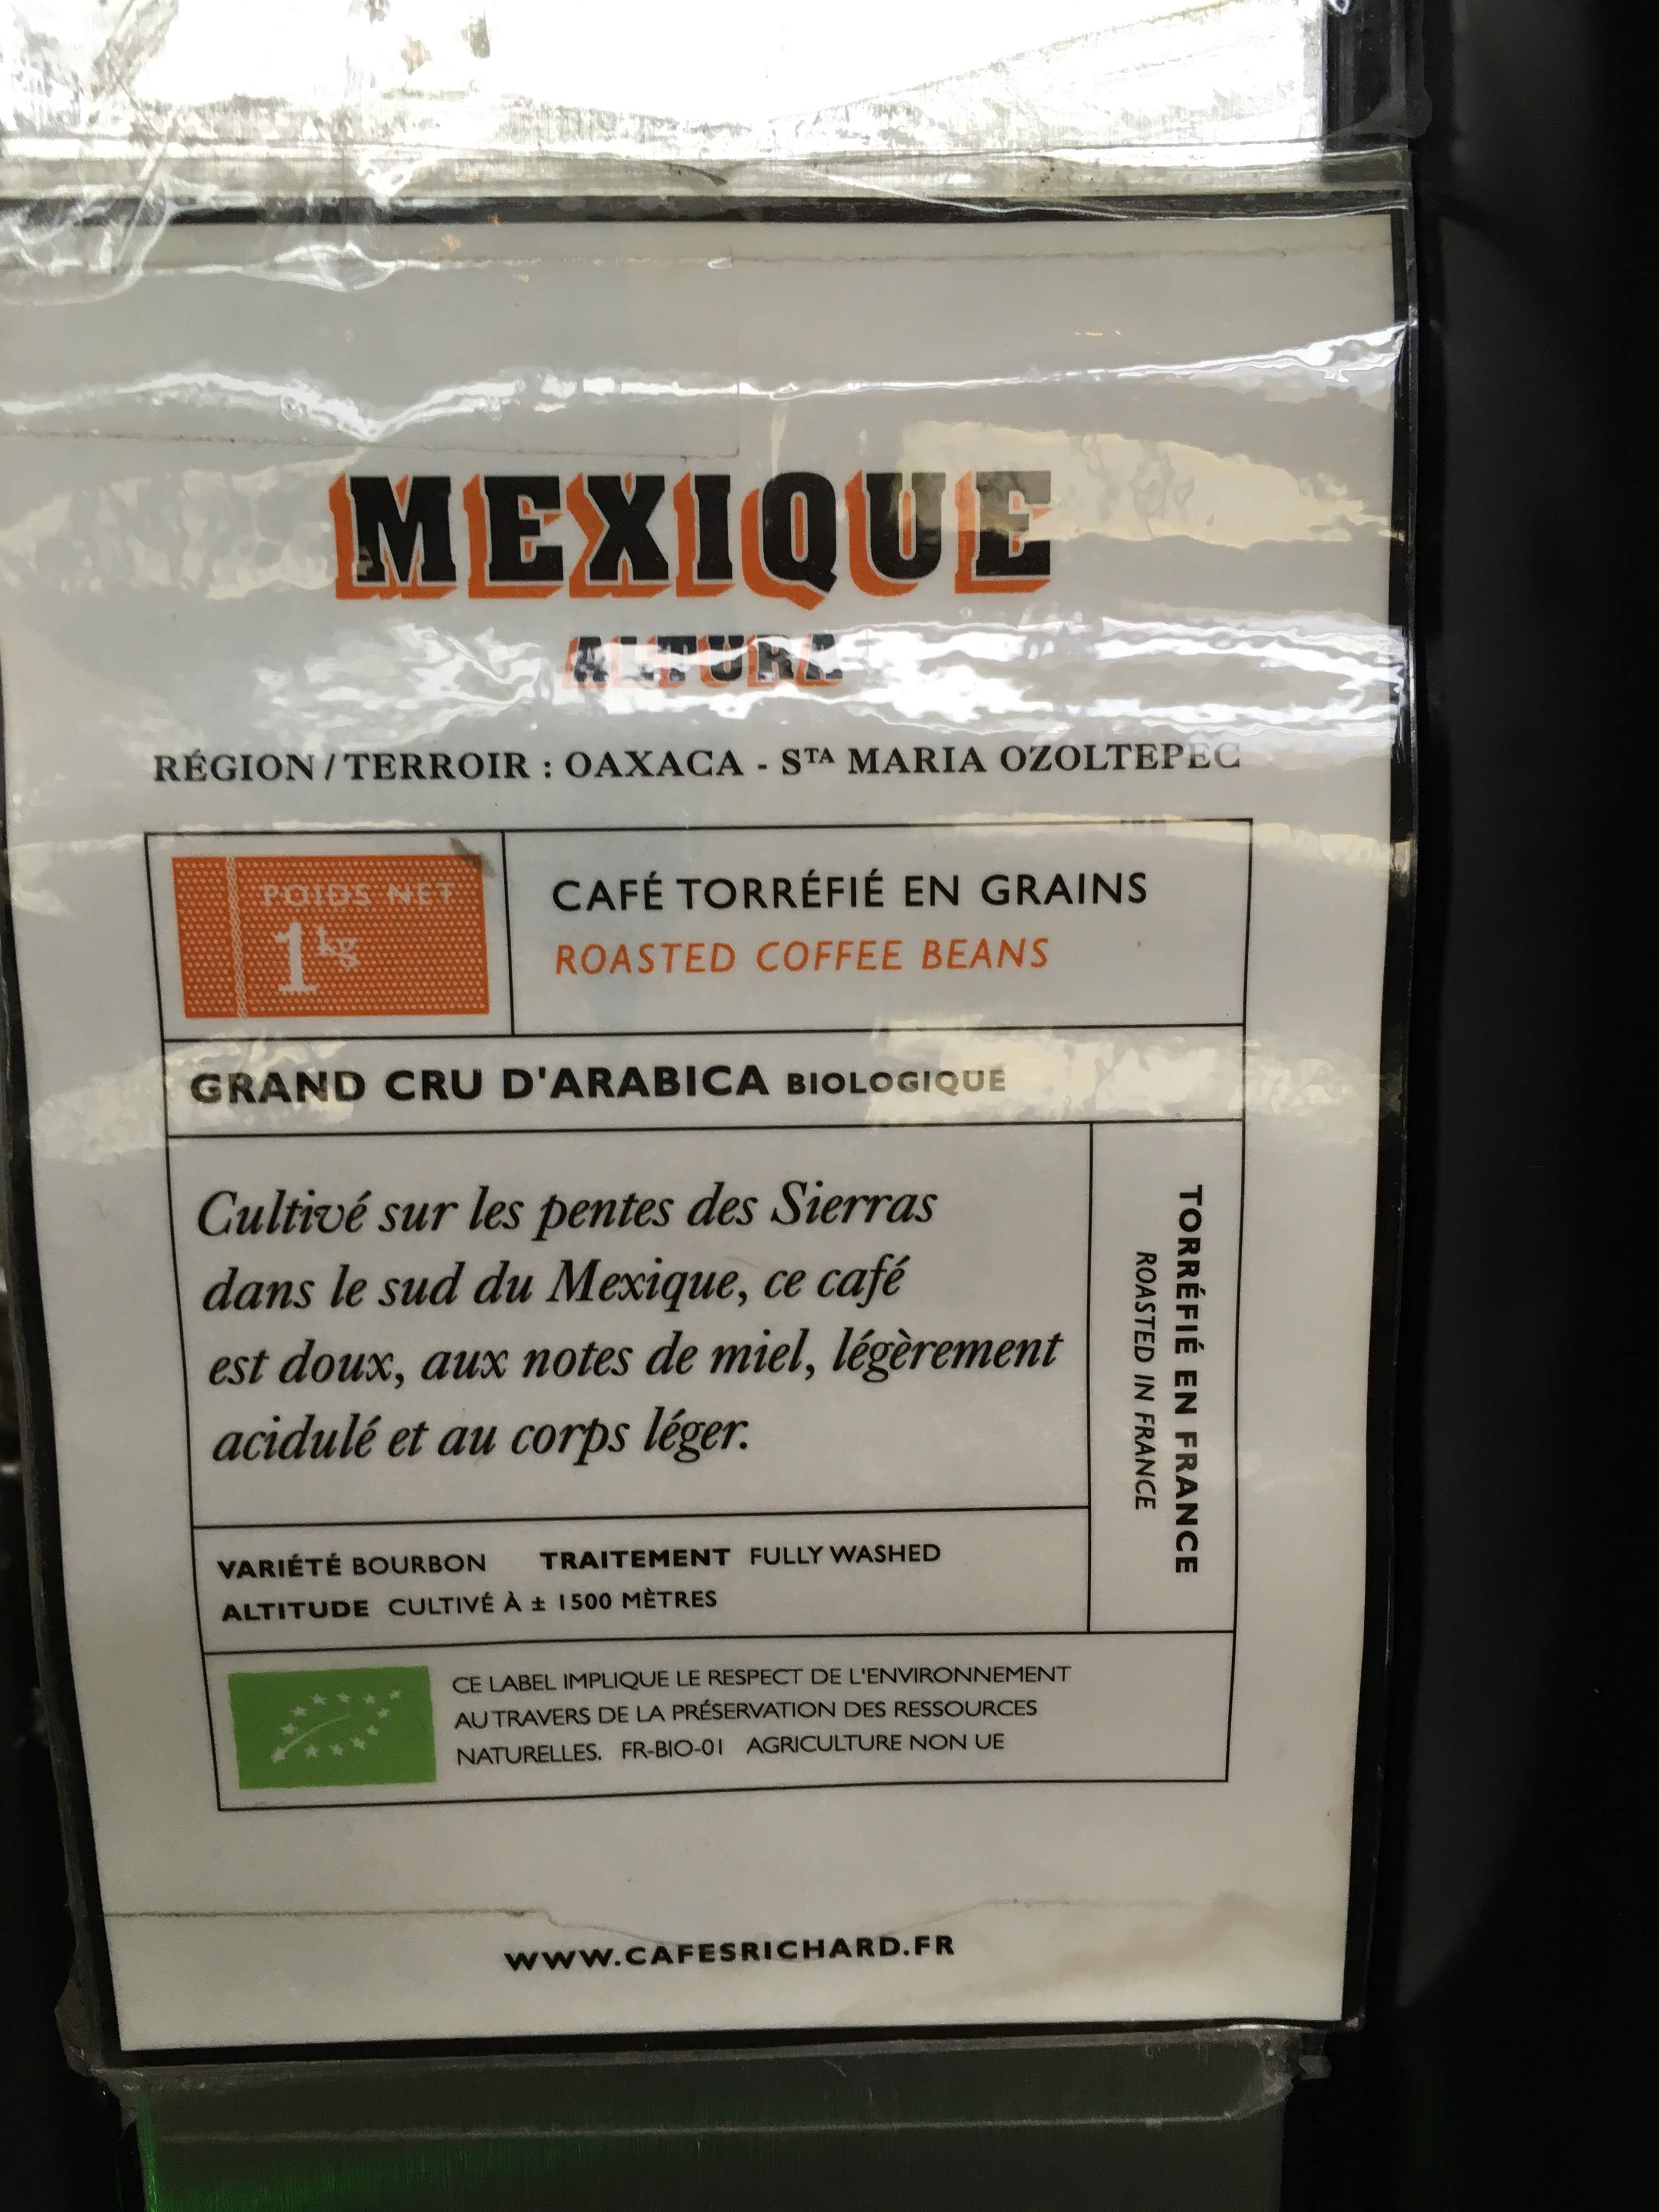 MEXIQUE
ALTURA
RÉGION / TERROIR : OAXACA - STA MARIA OZOLTEPEC
POIDS NET
1 kg
CAFÉ TORRÉFIÉ EN GRAINS
ROASTED COFFEE BEANS
GRAND CRU D'ARABICA BIOLOGIQUE
Cultivé sur les pentes des Sierras
dans le sud du Mexique, ce café
est doux, aux notes de miel, légèrement
acidulé et au corps léger.
TORRÉFIÉ EN FRANCE
ROASTED IN FRANCE
VARIÉTÉ BOURBON TRAITEMENT FULLY WASHED
ALTITUDE CULTIVÉ À ± 1500 MÈTRES
CE LABEL IMPLIQUE LE RESPECT DE L'ENVIRONNEMENT
AU TRAVERS DE LA PRÉSERVATION DES RESSOURCES
NATURELLES. FR-BIO-01 AGRICULTURE NON UE
WWW.CAFESRICHARD.FR